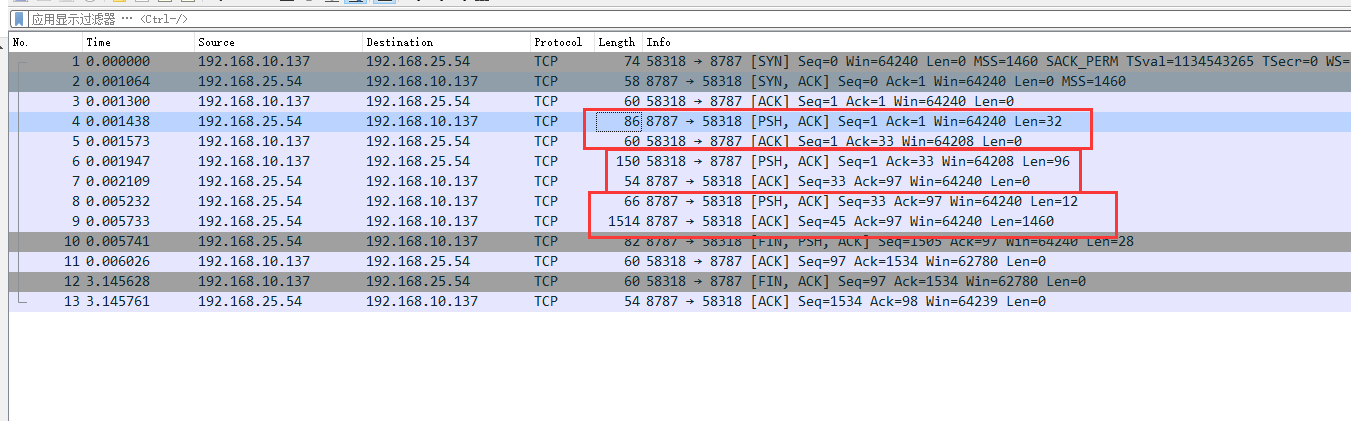 应用显示过滤器 … <Ctrl-/>
No. Time Source Destination Protocol Length Info
1 0.000000 192.168.10.137 192.168.25.54 TCP 74 58318 → 8787 [SYN] Seq=0 Win=64240 Len=0 MSS=1460 SACK_PERM TSval=1134543265 TSecr=0 WS=
2 0.001064 192.168.25.54 192.168.10.137 TCP 58 8787 → 58318 [SYN, ACK] Seq=0 Ack=1 Win=64240 Len=0 MSS=1460
3 0.001300 192.168.10.137 192.168.25.54 TCP 60 58318 → 8787 [ACK] Seq=1 Ack=1 Win=64240 Len=0
4 0.001438 192.168.25.54 192.168.10.137 TCP 86 8787 → 58318 [PSH, ACK] Seq=1 Ack=1 Win=64240 Len=32
5 0.001573 192.168.10.137 192.168.25.54 TCP 60 58318 → 8787 [ACK] Seq=1 Ack=33 Win=64208 Len=0
6 0.001947 192.168.10.137 192.168.25.54 TCP 150 58318 → 8787 [PSH, ACK] Seq=1 Ack=33 Win=64208 Len=96
7 0.002109 192.168.25.54 192.168.10.137 TCP 54 8787 → 58318 [ACK] Seq=33 Ack=97 Win=64240 Len=0
8 0.005232 192.168.25.54 192.168.10.137 TCP 66 8787 → 58318 [PSH, ACK] Seq=33 Ack=97 Win=64240 Len=12
9 0.005733 192.168.25.54 192.168.10.137 TCP 1514 8787 → 58318 [ACK] Seq=45 Ack=97 Win=64240 Len=1460
10 0.005741 192.168.25.54 192.168.10.137 TCP 82 8787 → 58318 [FIN, PSH, ACK] Seq=1505 Ack=97 Win=64240 Len=28
11 0.006026 192.168.10.137 192.168.25.54 TCP 60 58318 → 8787 [ACK] Seq=97 Ack=1534 Win=62780 Len=0
12 3.145628 192.168.10.137 192.168.25.54 TCP 60 58318 → 8787 [FIN, ACK] Seq=97 Ack=1534 Win=62780 Len=0
13 3.145761 192.168.25.54 192.168.10.137 TCP 54 8787 → 58318 [ACK] Seq=1534 Ack=98 Win=64239 Len=0